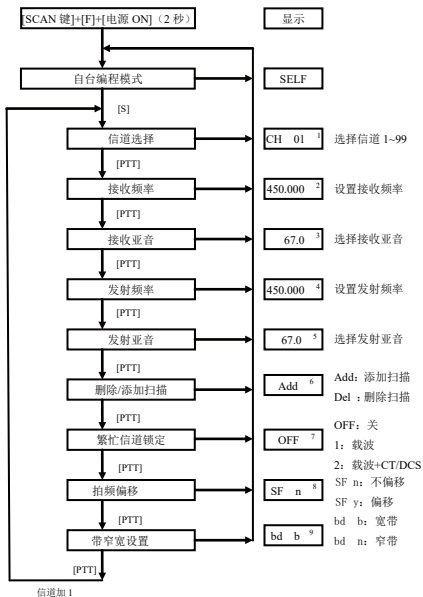 [SCAN 键]+[F]+[电源 ON]（2 秒）
显示
自台编程模式
SELF
[S]
信道选择
CH 01 1
选择信道 1~99
[PTT]
接收频率
450.000 2
设置接收频率
[PTT]
接收亚音
67.0 3
选择接收亚音
[PTT]
发射频率
450.000 4
设置发射频率
[PTT]
发射亚音
67.0 5
选择发射亚音
[PTT]
删除/添加扫描
Add 6
Add：添加扫描
Del ：删除扫描
[PTT]
繁忙信道锁定
OFF 7
OFF：关
1：载波
2：载波+CT/DCS
[PTT]
拍频偏移
SF n 8
SF n：不偏移
SF y：偏移
[PTT]
带窄宽设置
bd b 9
bd b：宽带
bd n：窄带
[PTT]
信道加 1